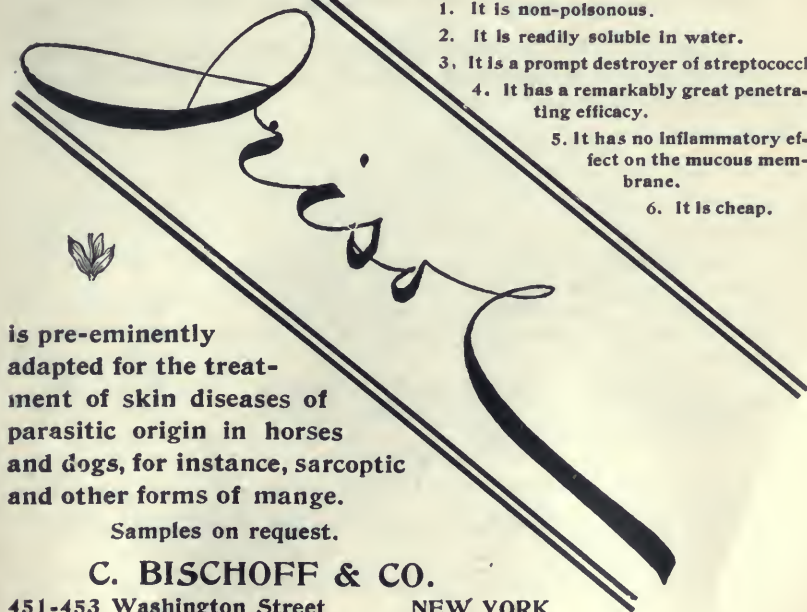 1. It is non-poisonous.
2. It is readily soluble in water.
3. It is a prompt destroyer of streptococci
4. It has a remarkably great penetra-
ting efficacy.
5. It has no inflammatory ef-
fect on the mucous mem-
brane.
6. It is cheap.
is pre-eminently
adapted for the treat-
ment of skin diseases of
parasitic origin in horses
and dogs, for instance, sarcoptic
and other forms of mange.
Samples on request.
C. BISCHOFF & CO.
451-453 Washington Street NEW YORK